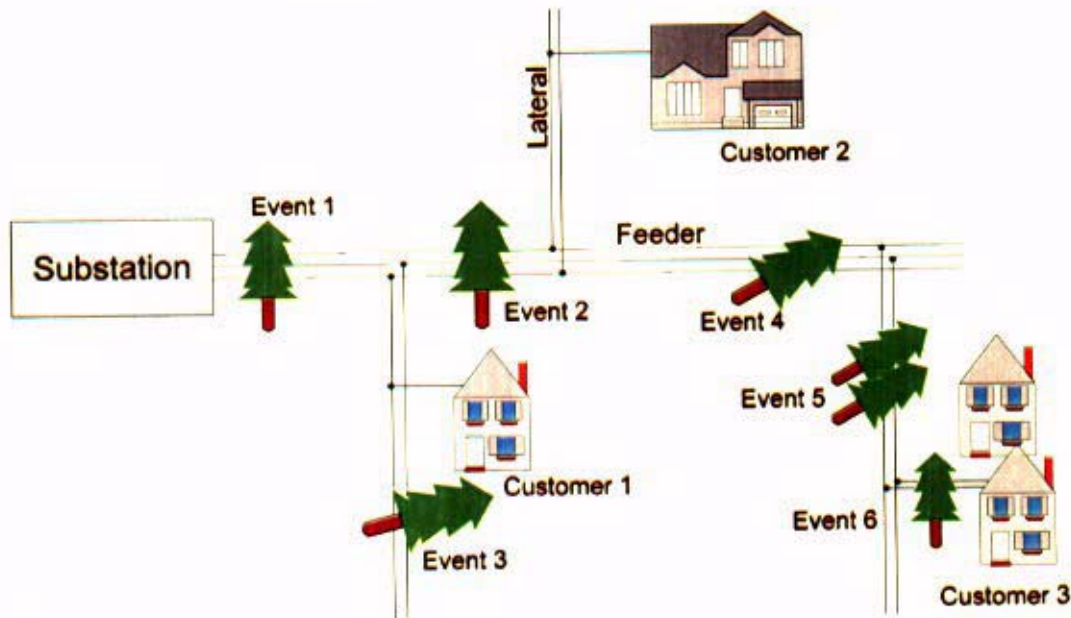 Lateral
Customer 2
Event 1
Substation
Feeder
Event 2
Event 4
Event 5
Customer 1
Event 3
Event 6
Customer 3